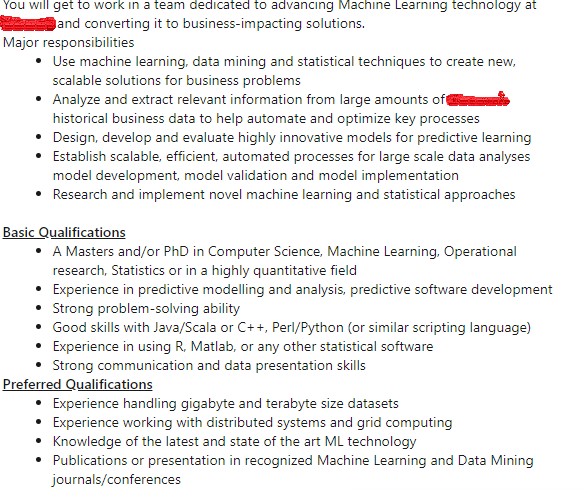 You will get to work in a team dedicated to advancing Machine Learning technology at
and converting it to business-impacting solutions.
Major responsibilities
• Use machine learning, data mining and statistical techniques to create new,
scalable solutions for business problems
• Analyze and extract relevant information from large amounts of
historical business data to help automate and optimize key processes
• Design, develop and evaluate highly innovative models for predictive learning
• Establish scalable, efficient, automated processes for large scale data analyses
model development, model validation and model implementation
• Research and implement novel machine learning and statistical approaches
Basic Qualifications
• A Masters and/or PhD in Computer Science, Machine Learning, Operational
research, Statistics or in a highly quantitative field
• Experience in predictive modelling and analysis, predictive software development
• Strong problem-solving ability
• Good skills with Java/Scala or C++, Perl/Python (or similar scripting language)
• Experience in using R, Matlab, or any other statistical software
• Strong communication and data presentation skills
Preferred Qualifications
• Experience handling gigabyte and terabyte size datasets
• Experience working with distributed systems and grid computing
• Knowledge of the latest and state of the art ML technology
• Publications or presentation in recognized Machine Learning and Data Mining
journals/conferences